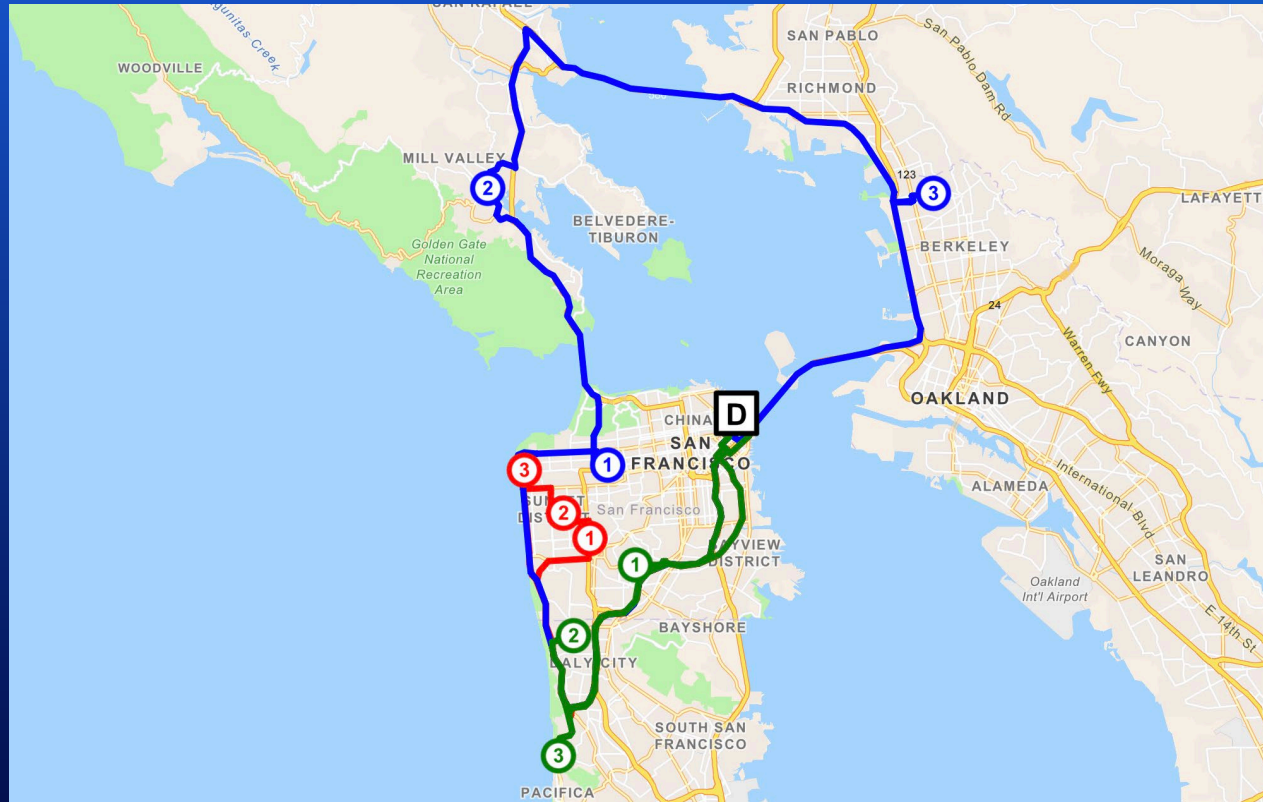 SAN RAFAEL
Lagunitas Creek
SAN PABLO
San Pablo Dam Rd
WOODVILLE
RICHMOND
MILL VALLEY
2
123
3
LAFAYETTE
BELVEDERE-
TIBURON
BERKELEY
Golden Gate
National
Recreation
Area
Moraga Way
24
Warren Fwy
CANYON
OAKLAND
D
CHINA
SAN
FRANCISCO
1
3
International Blvd
ALAMEDA
2
San Francisco
1
1
DISTRICT
SAN
LEANDRO
Oakland
Int'l Airport
E 14th St
BAYSHORE
2
DALY CITY
SOUTH SAN
FRANCISCO
3
PACIFICA